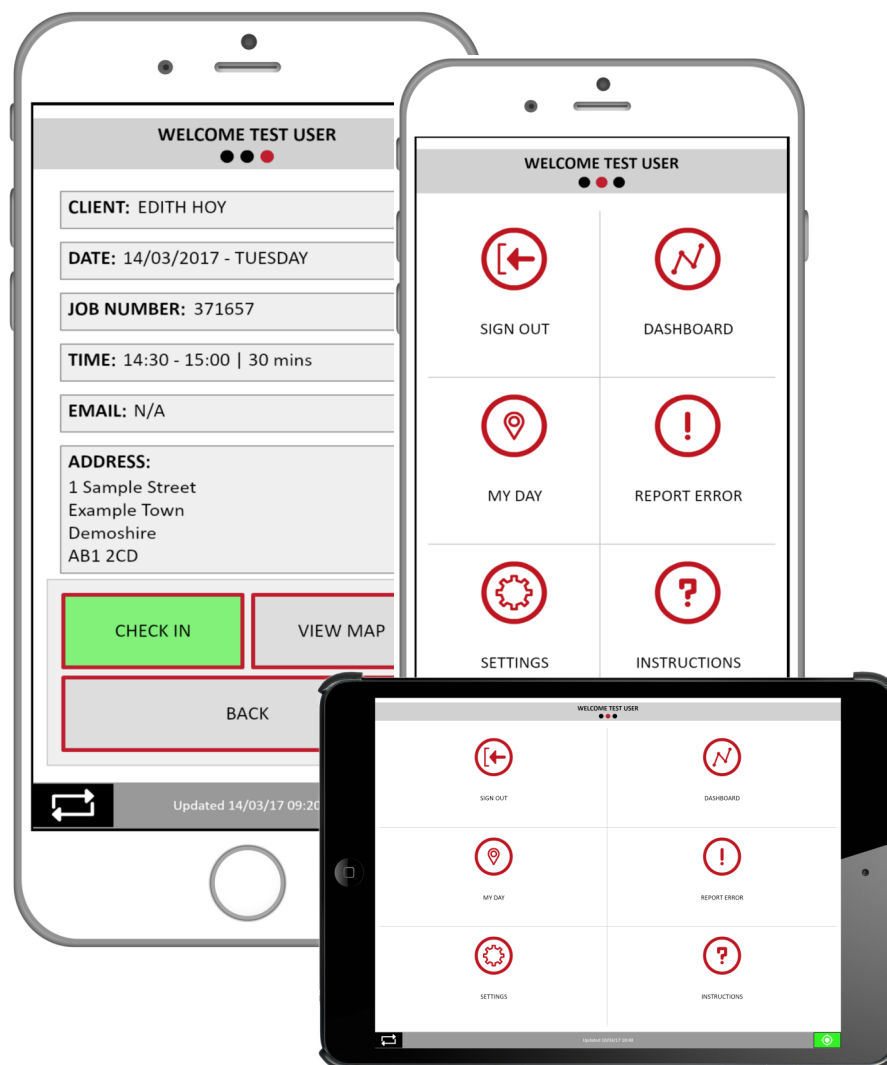 WELCOME TEST USER
CLIENT: EDITH HOY
DATE: 14/03/2017 - TUESDAY
JOB NUMBER: 371657
TIME: 14:30 - 15:00 | 30 mins
EMAIL: N/A
ADDRESS:
1 Sample Street
Example Town
Demoshire
AB1 2CD
CHECK IN
VIEW MAP
BACK
Updated 14/03/17 09:20
WELCOME TEST USER
SIGN OUT
DASHBOARD
MY DAY
REPORT ERROR
SETTINGS
INSTRUCTIONS
WELCOME TEST USER
SIGN OUT
DASHBOARD
MY DAY
REPORT ERROR
SETTINGS
INSTRUCTIONS
Updated